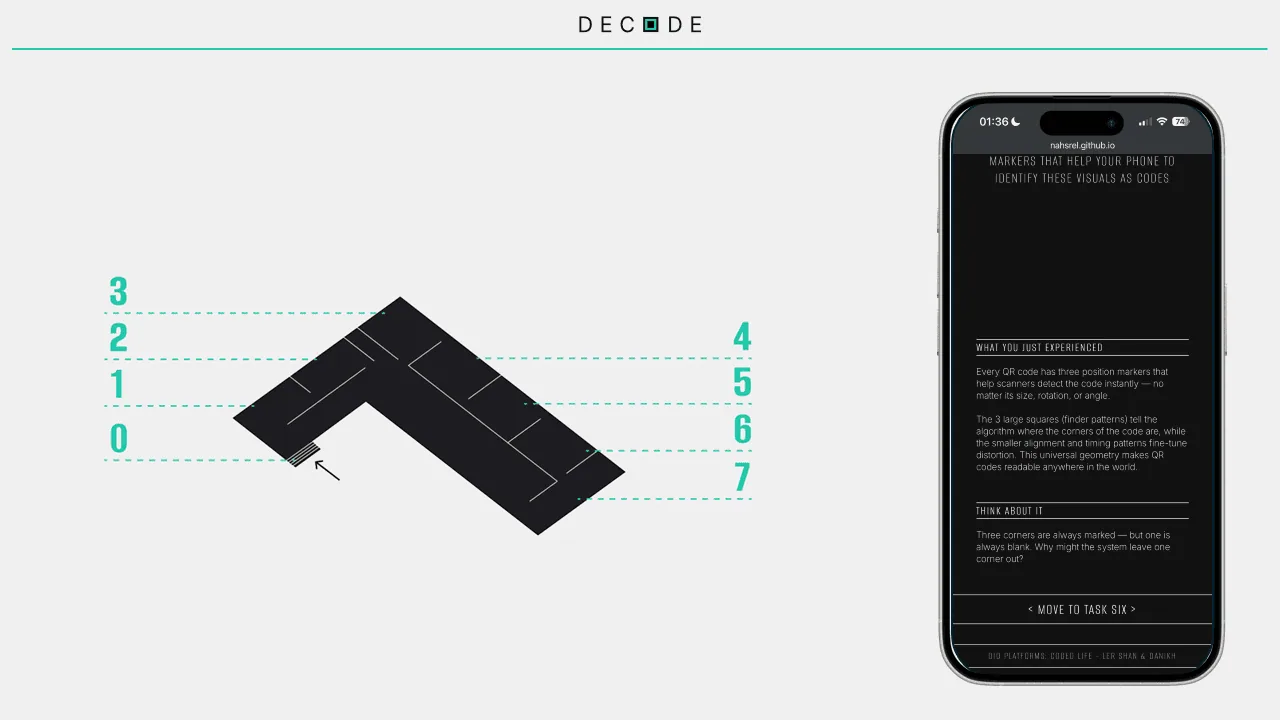 DECODE
3
2
1
0
4
5
6
7
01:36
74
nahsrel.github.io
MARKERS THAT HELP YOUR PHONE TO
IDENTIFY THESE VISUALS AS CODES
WHAT YOU JUST EXPERIENCED
Every QR code has three position markers that
help scanners detect the code instantly — no
matter its size, rotation, or angle.
The 3 large squares (finder patterns) tell the
algorithm where the corners of the code are, while
the smaller alignment and timing patterns fine-tune
distortion. This universal geometry makes QR
codes readable anywhere in the world.
THINK ABOUT IT
Three corners are always marked — but one is
always blank. Why might the system leave one
corner out?
< MOVE TO TASK SIX >
DID PLATFORMS: CODED LIFE - LER SHAN & DANIKH